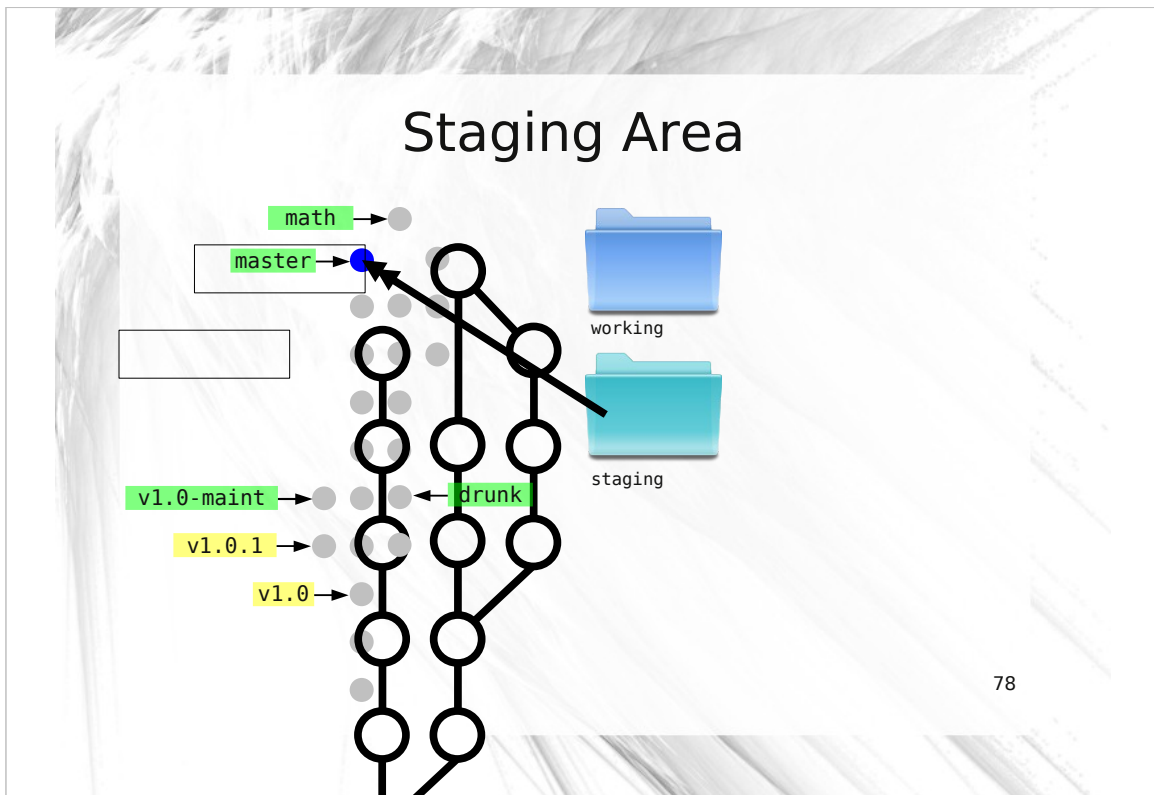 Staging Area
math
master
working
staging
v1.0-maint
drunk
v1.0.1
v1.0
78